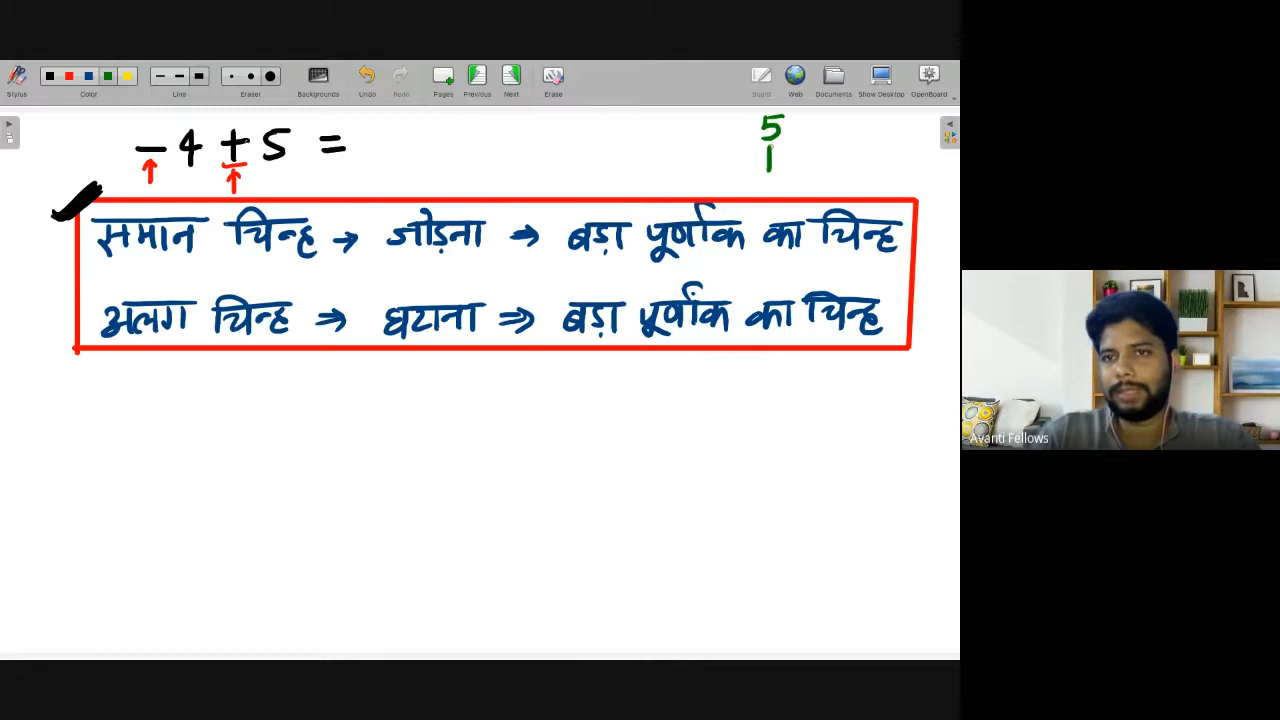 Stylus Color Line Eraser Backgrounds Undo Redo Pages Previous Next Erase Board Web Documents Show Desktop OpenBoard
- 4 + 5 =
5
समान चिन्ह → जोड़ना → बड़ा पूर्णांक का चिन्ह
अलग चिन्ह ⇒ घटाना ⇒ बड़ा पूर्णांक का चिन्ह
Avanti Fellows